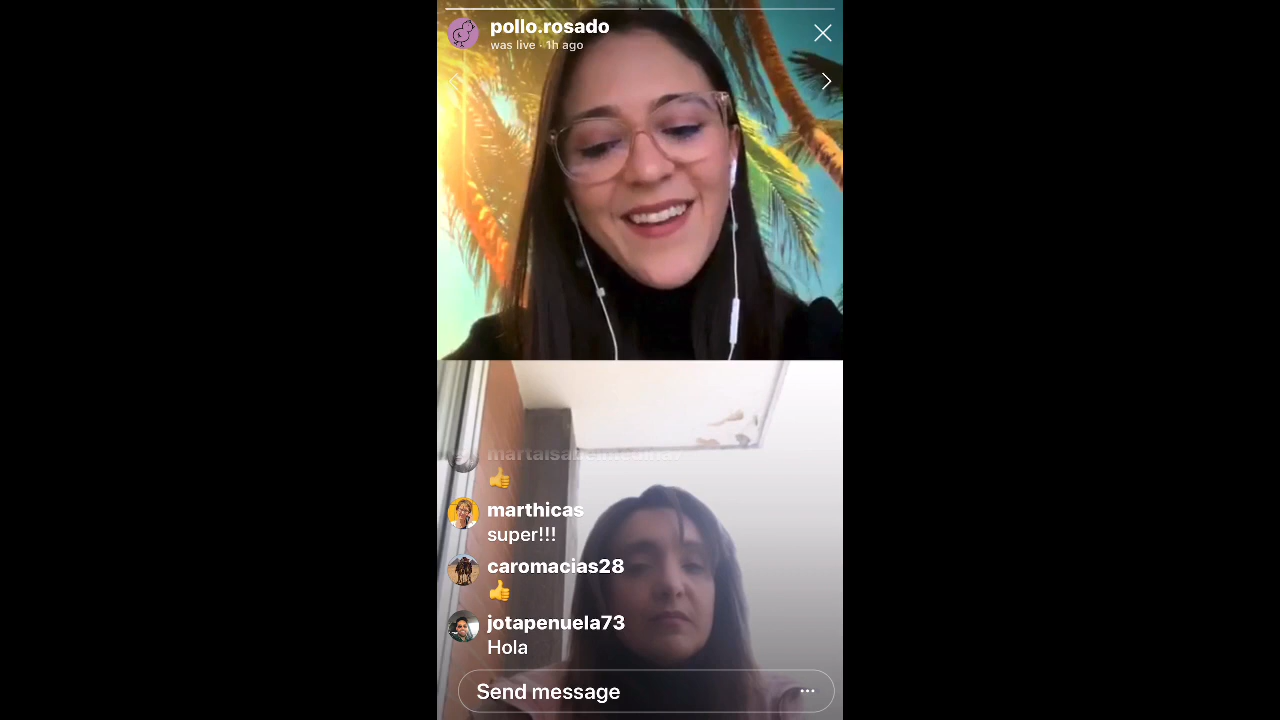 pollo.rosado
was live · 1h ago
marthicas
super!!!
caromacias28
jotapenuela73
Hola
Send message